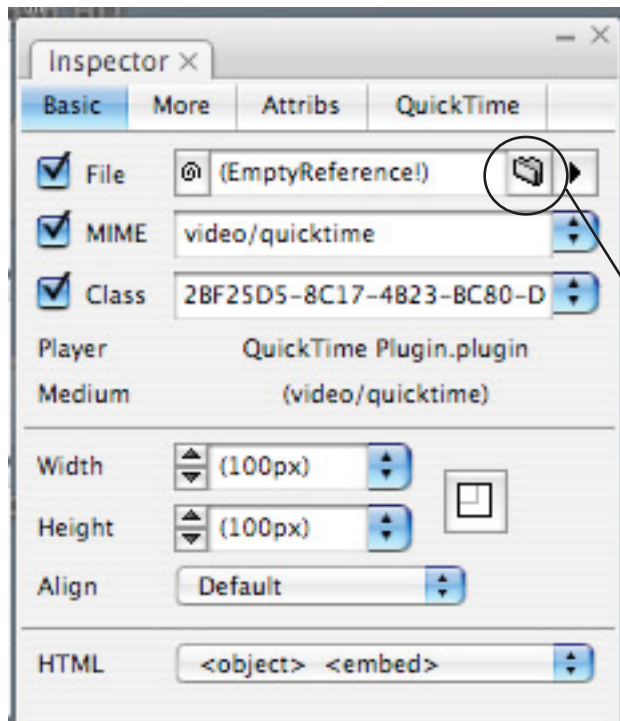 Inspector
Basic More Attribs QuickTime
File (EmptyReference!)
MIME video/quicktime
Class 2BF25D5-8C17-4B23-BC80-D
Player QuickTime Plugin.plugin
Medium (video/quicktime)
Width (100px)
Height (100px)
Align Default
HTML <object> <embed>